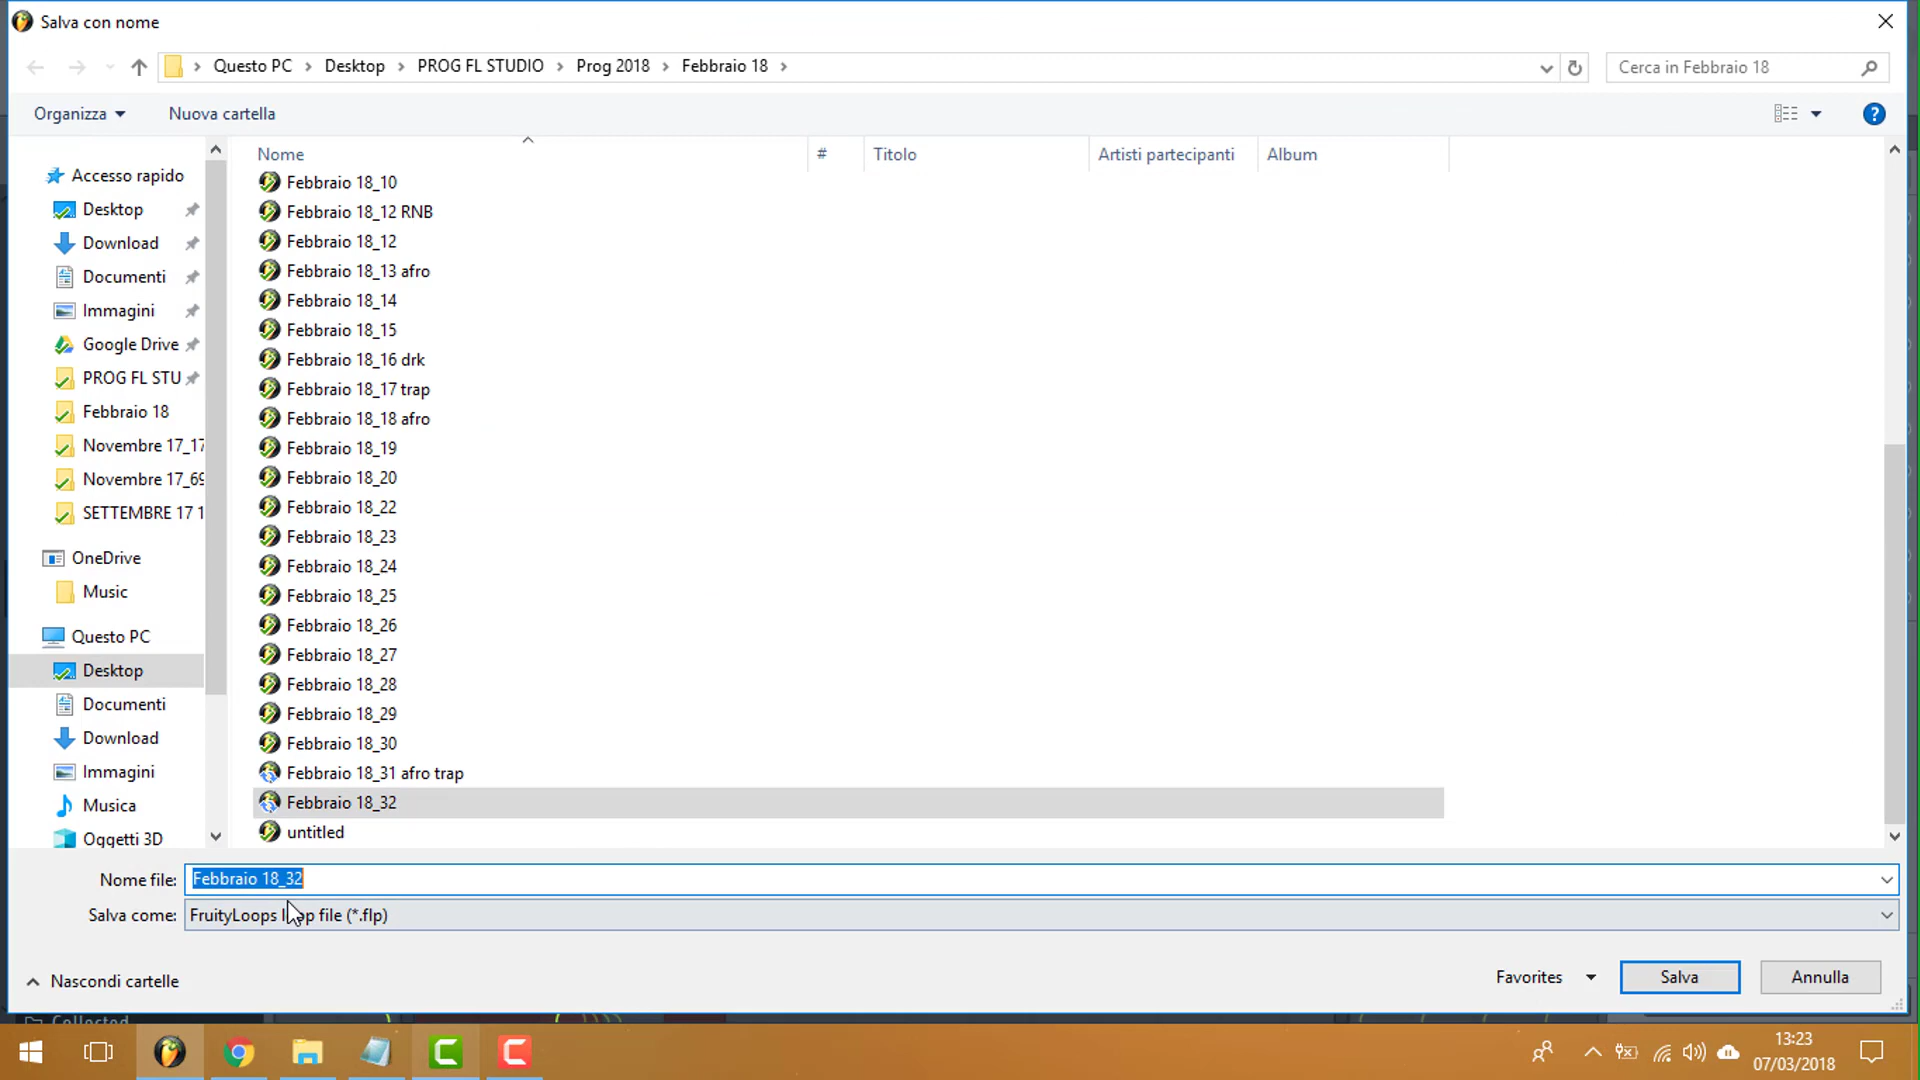 Salva con nome
Questo PC
Desktop
PROG FL STUDIO
Prog 2018
Febbraio 18
Cerca in Febbraio 18
Organizza
Nuova cartella
Nome
#
Titolo
Artisti partecipanti
Album
Accesso rapido
Desktop
Download
Documenti
Immagini
Google Drive
PROG FL STU
Febbraio 18
Novembre 17_17
Novembre 17_69
SETTEMBRE 17 1
OneDrive
Music
Questo PC
Desktop
Documenti
Download
Immagini
Musica
Oggetti 3D
Febbraio 18_10
Febbraio 18_12 RNB
Febbraio 18_12
Febbraio 18_13 afro
Febbraio 18_14
Febbraio 18_15
Febbraio 18_16 drk
Febbraio 18_17 trap
Febbraio 18_18 afro
Febbraio 18_19
Febbraio 18_20
Febbraio 18_22
Febbraio 18_23
Febbraio 18_24
Febbraio 18_25
Febbraio 18_26
Febbraio 18_27
Febbraio 18_28
Febbraio 18_29
Febbraio 18_30
Febbraio 18_31 afro trap
Febbraio 18_32
untitled
Nome file: Febbraio 18_32
Salva come: FruityLoops loop file (*.flp)
Nascondi cartelle
Favorites
Salva
Annulla
Collected
13:23
07/03/2018